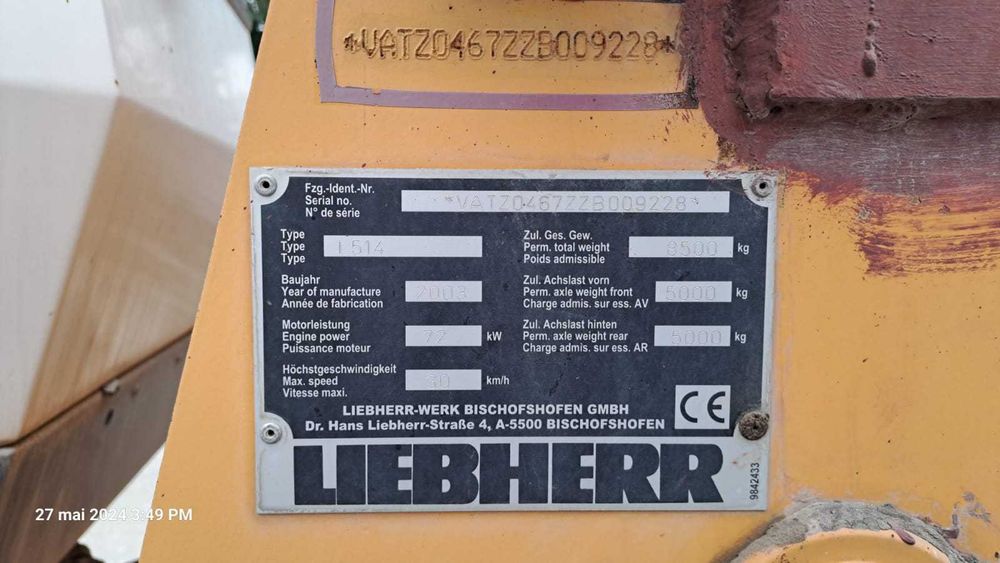 *VATZ0467ZZB009228*
Fzg.-Ident.-Nr.
Serial no.
N° de série
*VATZ0467ZZB009228*
Type
Type
Type
L514
Zul. Ges. Gew.
Perm. total weight
Poids admissible
8500 kg
Baujahr
Year of manufacture
Année de fabrication
2003
Zul. Achslast vorn
Perm. axle weight front
Charge admis. sur ess. AV
5000 kg
Motorleistung
Engine power
Puissance moteur
72 kW
Zul. Achslast hinten
Perm. axle weight rear
Charge admis. sur ess. AR
5000 kg
Höchstgeschwindigkeit
Max. speed
Vitesse maxi.
30 km/h
LIEBHERR-WERK BISCHOFSHOFEN GMBH
Dr. Hans Liebherr-Straße 4, A-5500 BISCHOFSHOFEN
CE
LIEBHERR
9842433
27 mai 2024 3:49 PM